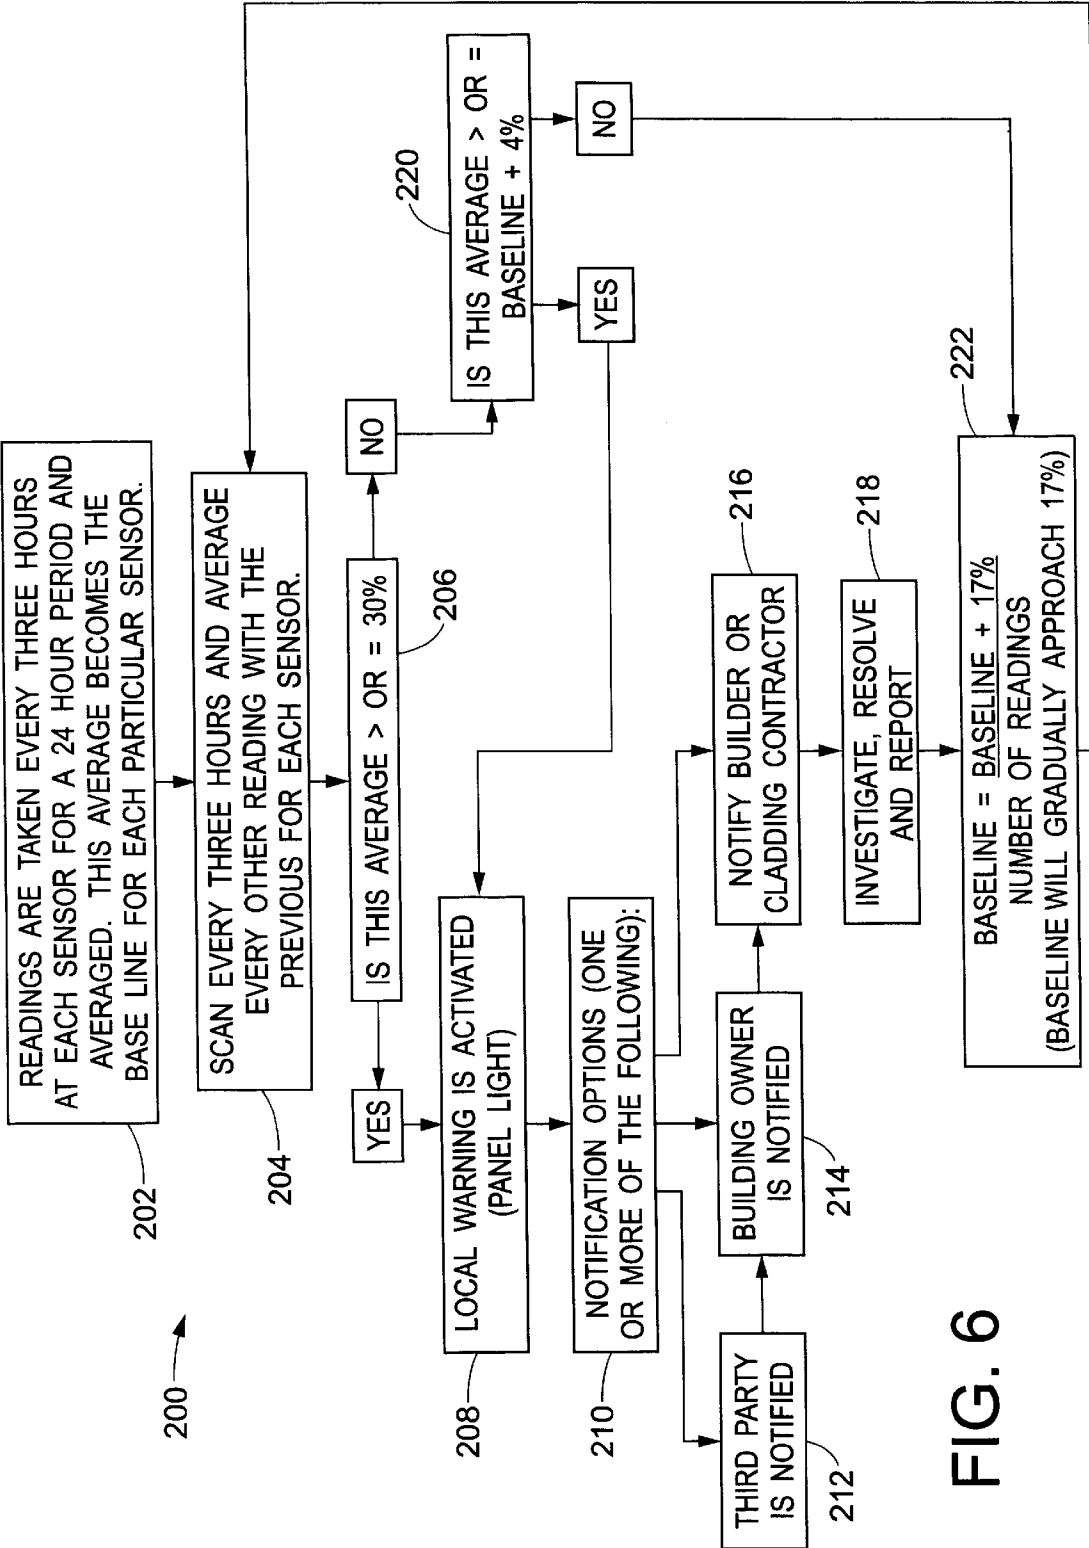 200
READINGS ARE TAKEN EVERY THREE HOURS
AT EACH SENSOR FOR A 24 HOUR PERIOD AND
AVERAGED. THIS AVERAGE BECOMES THE
BASE LINE FOR EACH PARTICULAR SENSOR.
202
SCAN EVERY THREE HOURS AND AVERAGE
EVERY OTHER READING WITH THE
PREVIOUS FOR EACH SENSOR.
204
IS THIS AVERAGE > OR = 30%
206
YES
NO
IS THIS AVERAGE > OR =
BASELINE + 4%
220
YES
NO
LOCAL WARNING IS ACTIVATED
(PANEL LIGHT)
208
NOTIFICATION OPTIONS (ONE
OR MORE OF THE FOLLOWING):
210
THIRD PARTY
IS NOTIFIED
212
BUILDING OWNER
IS NOTIFIED
214
NOTIFY BUILDER OR
CLADDING CONTRACTOR
216
INVESTIGATE, RESOLVE
AND REPORT
218
BASELINE = BASELINE + 17%
NUMBER OF READINGS
(BASELINE WILL GRADUALLY APPROACH 17%)
222
FIG. 6